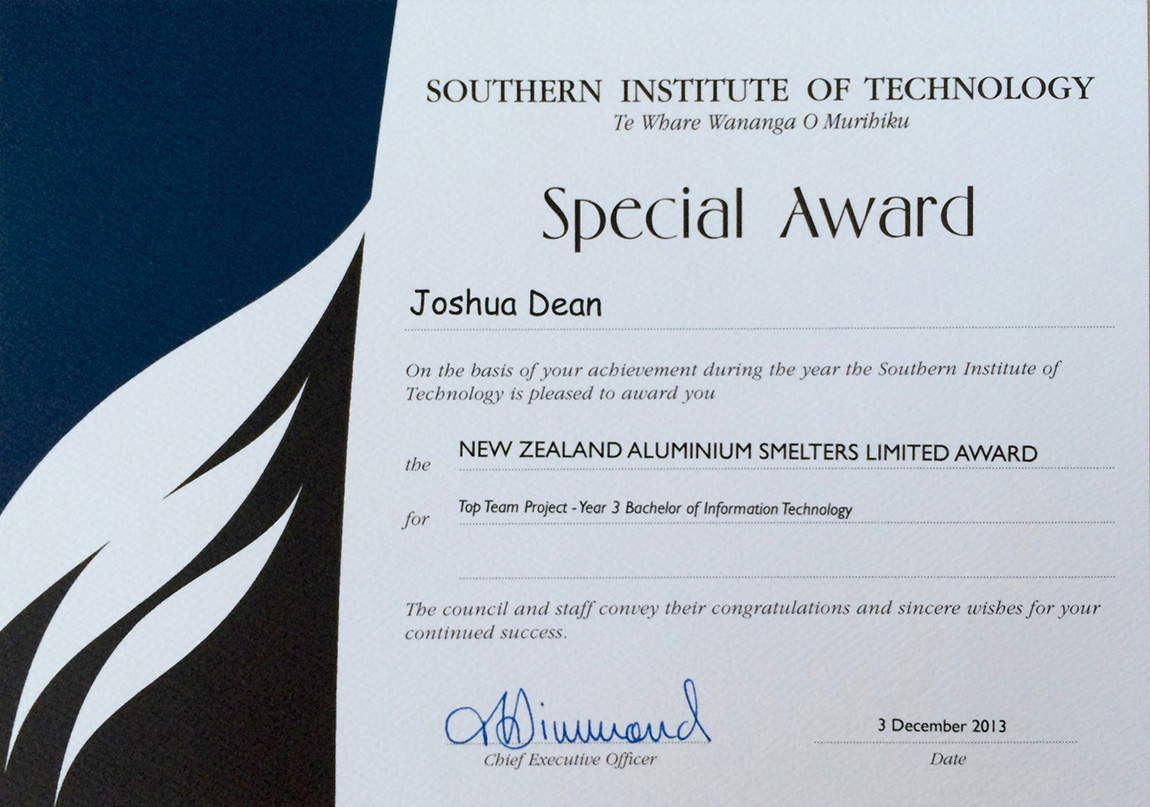 SOUTHERN INSTITUTE OF TECHNOLOGY
Te Whare Wananga O Murihiku
Special Award
Joshua Dean
On the basis of your achievement during the year the Southern Institute of
Technology is pleased to award you
the NEW ZEALAND ALUMINIUM SMELTERS LIMITED AWARD
for Top Team Project - Year 3 Bachelor of Information Technology
The council and staff convey their congratulations and sincere wishes for your
continued success.
3 December 2013
Chief Executive Officer Date